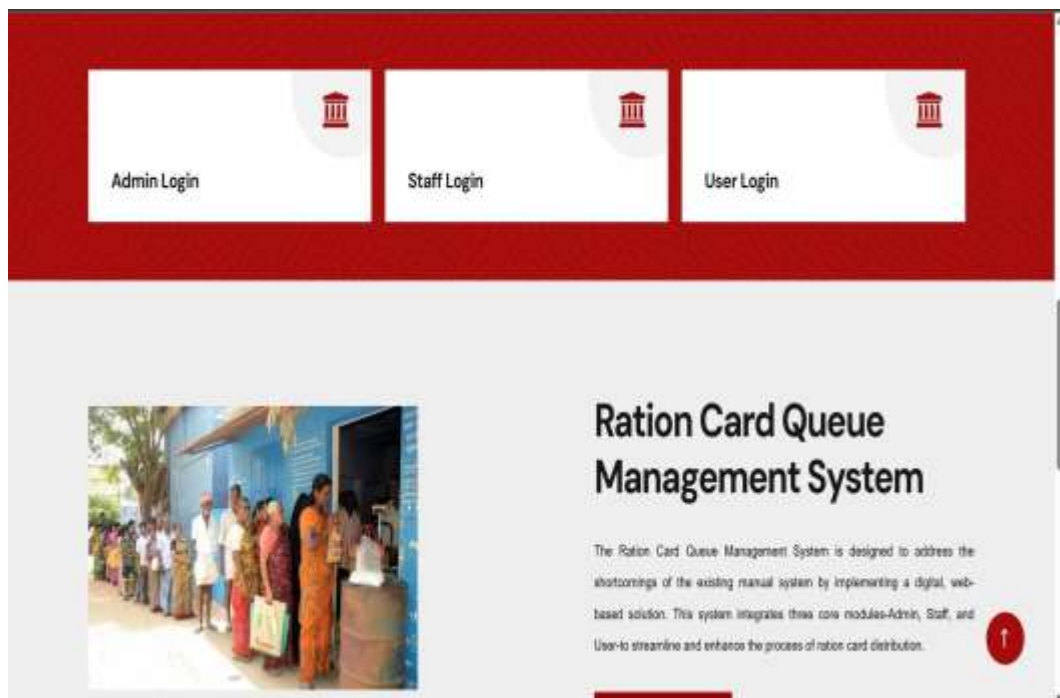 Admin Login
Staff Login
User Login
Ration Card Queue
Management System
The Ration Card Queue Management System is designed to address the
shortcomings of the existing manual system by implementing a digital, web-
based solution. This system integrates three core modules-Admin, Staff, and
User-to streamline and enhance the process of ration card distribution.